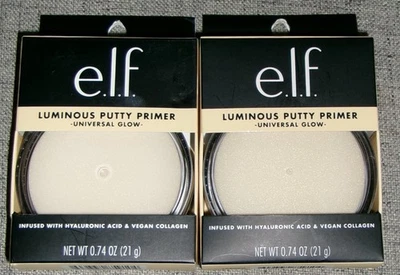 e.l.f
LUMINOUS PUTTY PRIMER
-UNIVERSAL GLOW-
INFUSED WITH HYALURONIC ACID & VEGAN COLLAGEN
NET WT 0.74 OZ (21 g)
e.l.f
LUMINOUS PUTTY PRIMER
-UNIVERSAL GLOW-
INFUSED WITH HYALURONIC ACID & VEGAN COLLAGEN
NET WT 0.74 OZ (21 g)